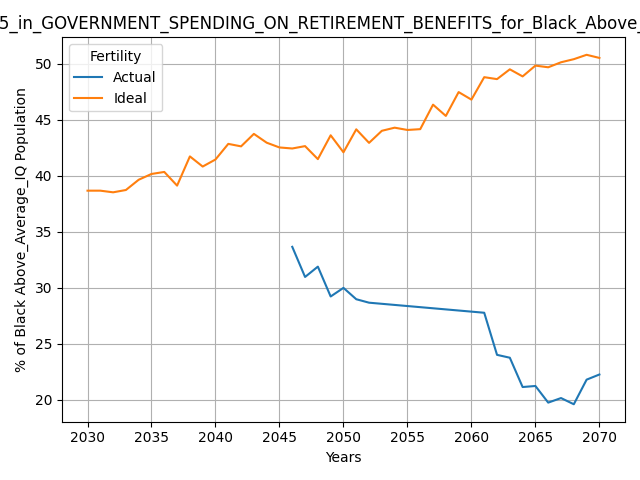 5_in_GOVERNMENT_SPENDING_ON_RETIREMENT_BENEFITS_for_Black_Above_
Fertility
Actual
Ideal
% of Black Above_Average_IQ Population
50
45
40
35
30
25
20
2030 2035 2040 2045 2050 2055 2060 2065 2070
Years